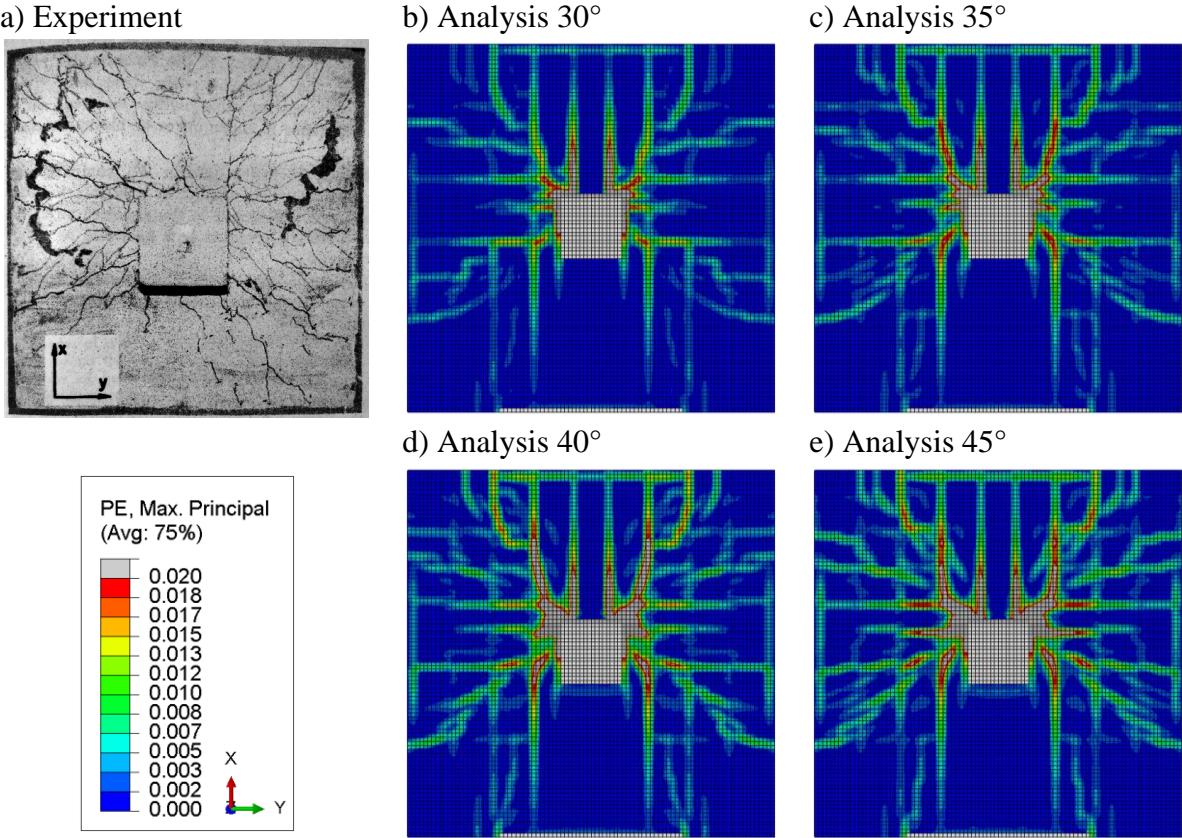 a) Experiment
b) Analysis 30°
c) Analysis 35°
x
y
d) Analysis 40°
e) Analysis 45°
PE, Max. Principal
(Avg: 75%)
0.020
0.018
0.017
0.015
0.013
0.012
0.010
0.008
0.007
0.005
0.003
0.002
0.000
X
Y